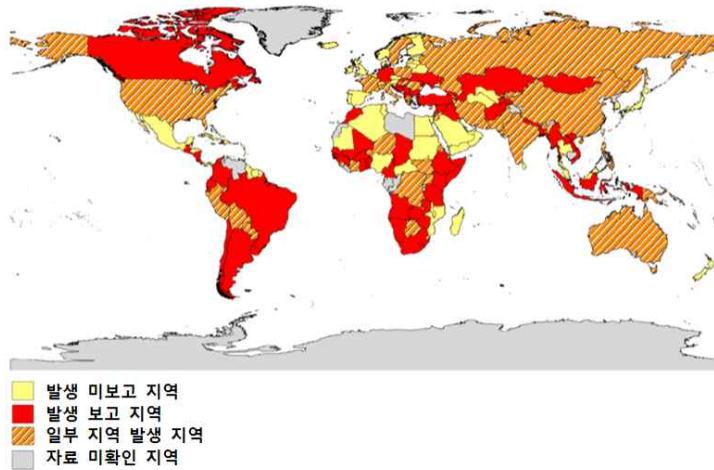 발생 미보고 지역
발생 보고 지역
일부 지역 발생 지역
자료 미확인 지역